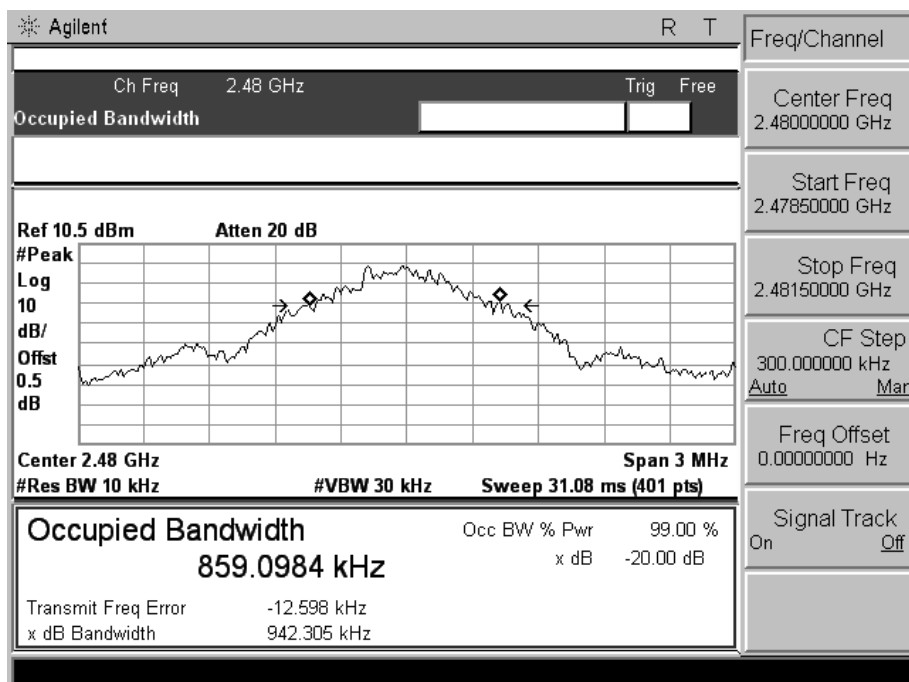 Agilent R T
Ch Freq 2.48 GHz Trig Free
Occupied Bandwidth
Ref 10.5 dBm Atten 20 dB
#Peak
Log
10
dB/
Offst
0.5
dB
Center 2.48 GHz Span 3 MHz
#Res BW 10 kHz #VBW 30 kHz Sweep 31.08 ms (401 pts)
Occupied Bandwidth
859.0984 kHz
Occ BW % Pwr 99.00 %
x dB -20.00 dB
Transmit Freq Error -12.598 kHz
x dB Bandwidth 942.305 kHz
Freq/Channel
Center Freq
2.48000000 GHz
Start Freq
2.47850000 GHz
Stop Freq
2.48150000 GHz
CF Step
300.000000 kHz
Auto Man
Freq Offset
0.00000000 Hz
Signal Track
On Off